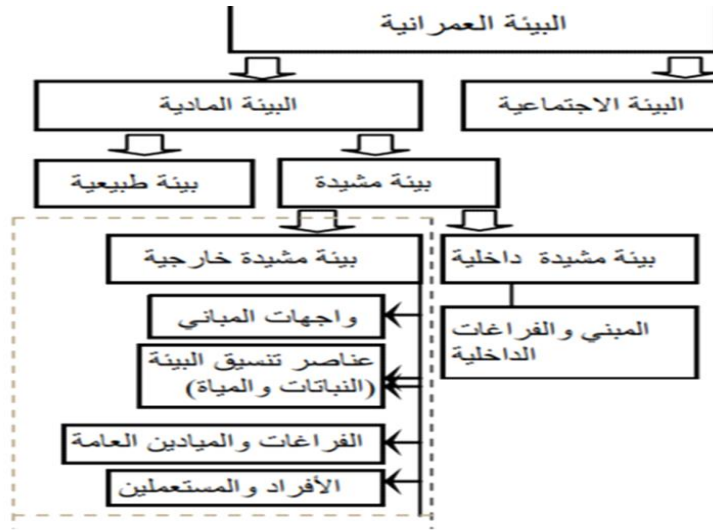 البيئة العمرانية
البيئة الاجتماعية
البيئة المادية
بيئة مشيدة
بيئة طبيعية
بيئة مشيدة داخلية
بيئة مشيدة خارجية
المبني والفراغات
الداخلية
واجهات المباني
عناصر تنسيق البيئة
(النباتات والمياة)
الفراغات والميادين العامة
الأفراد والمستعملين